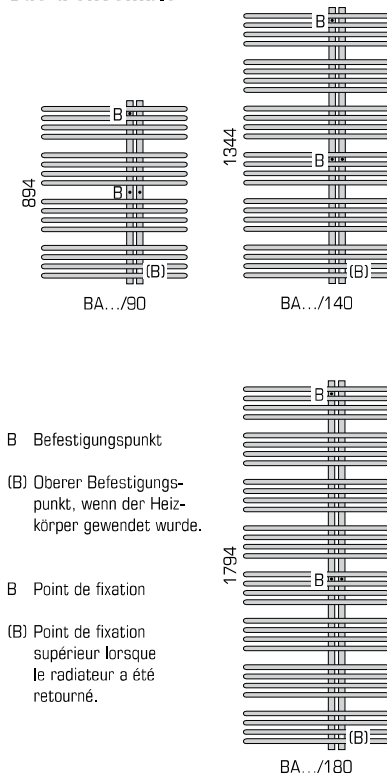 B
B
894
(B)
BA.../90
B
1344
B
(B)
BA.../140
B Befestigungspunkt
(B) Oberer Befestigungs-
punkt, wenn der Heiz-
körper gewendet wurde.
B Point de fixation
(B) Point de fixation
supérieur lorsque
le radiateur a été
retourné.
B
1794
B
(B)
BA.../180